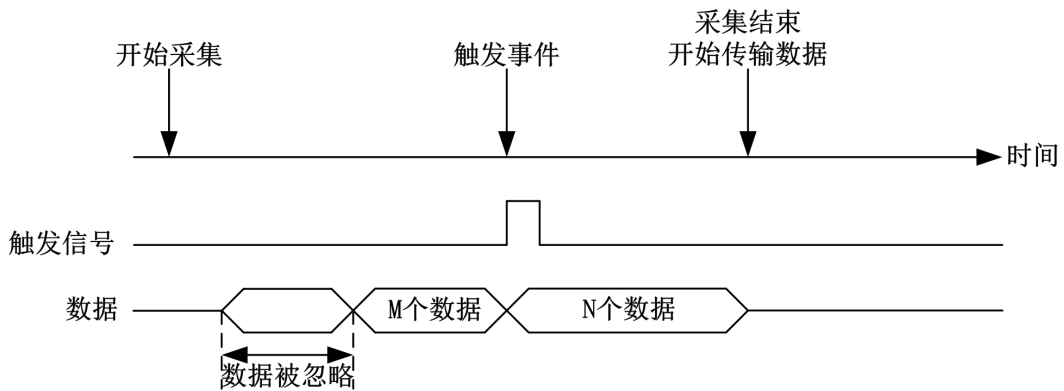 采集结束
开始采集
触发事件
开始传输数据
时间
触发信号
数据
M个数据
N个数据
数据被忽略